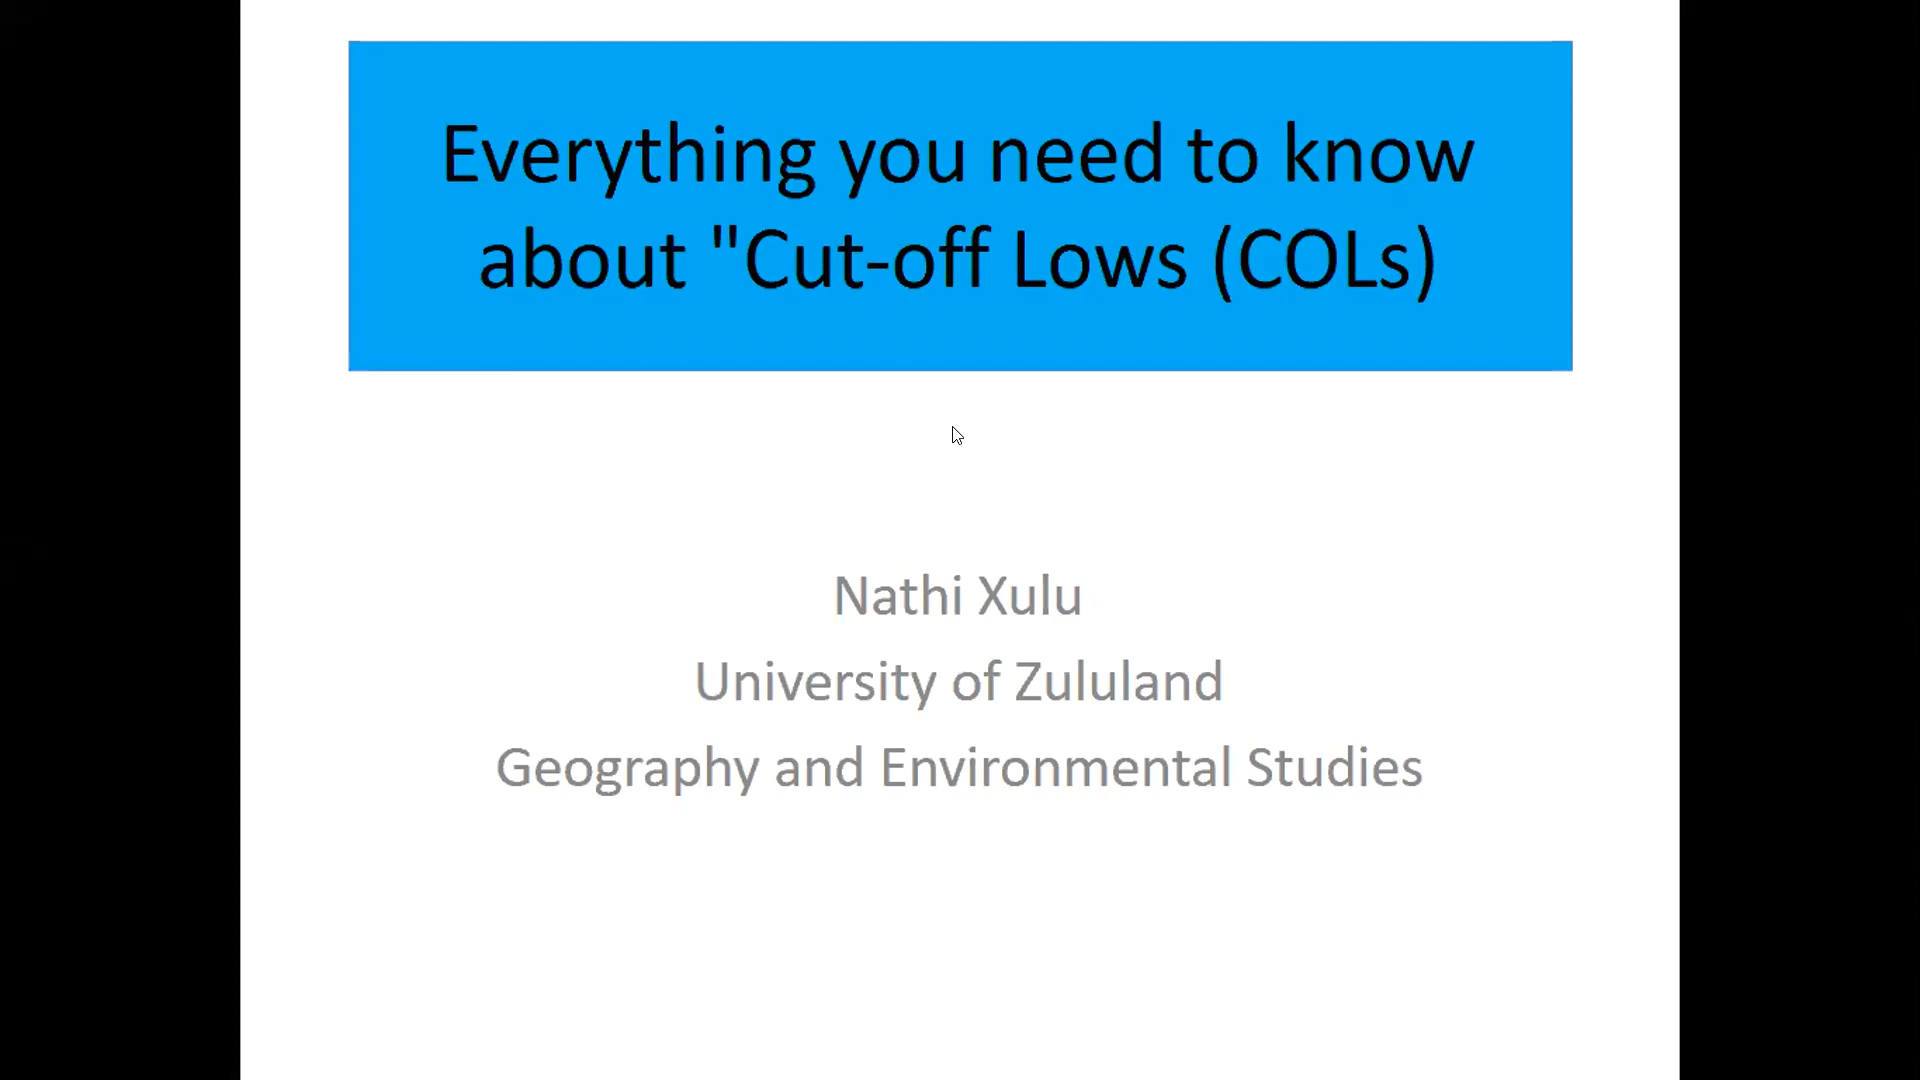 Everything you need to know
about "Cut-off Lows (COLs)
Nathi Xulu
University of Zululand
Geography and Environmental Studies